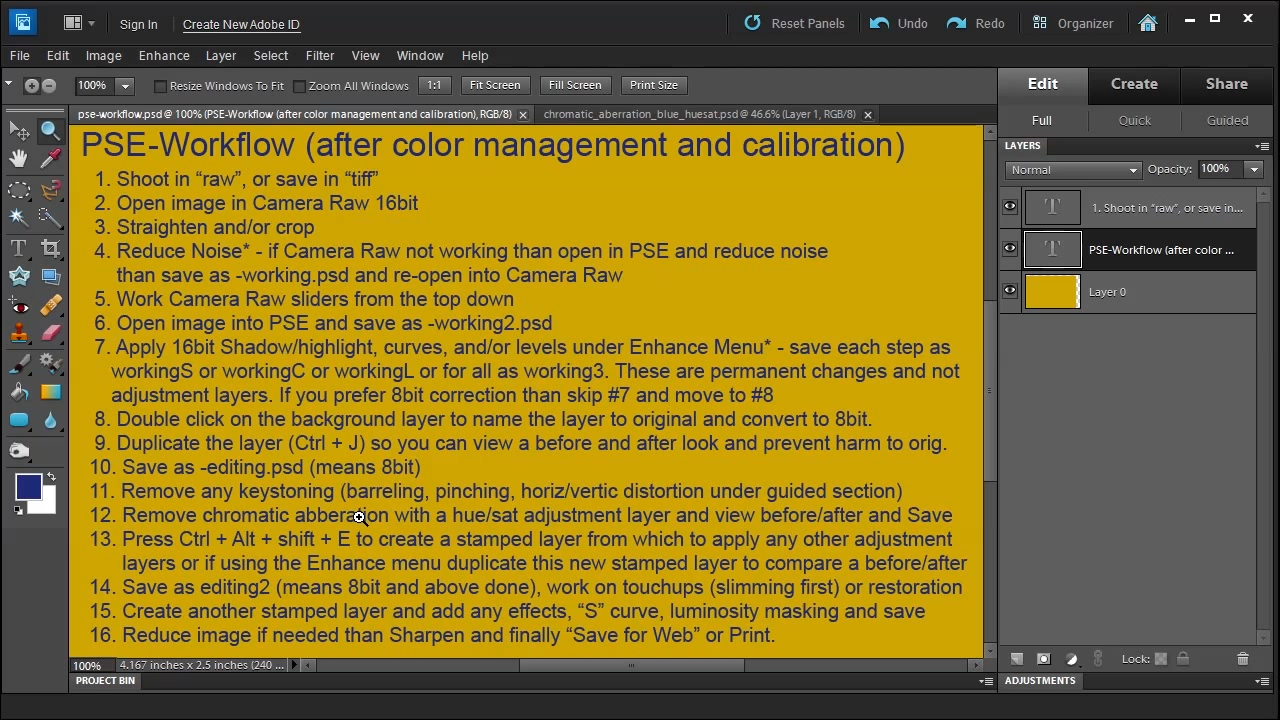 Sign In
Create New Adobe ID
Reset Panels
Undo
Redo
Organizer
File Edit Image Enhance Layer Select Filter View Window Help
100% Resize Windows To Fit Zoom All Windows 1:1 Fit Screen Fill Screen Print Size
Edit Create Share
Full Quick Guided
pse-workflow.psd @ 100% (PSE-Workflow (after color management and calibration), RGB/8)
chromatic_aberration_blue_huesat.psd @ 46.6% (Layer 1, RGB/8)
PSE-Workflow (after color management and calibration)
1. Shoot in “raw”, or save in “tiff”
2. Open image in Camera Raw 16bit
3. Straighten and/or crop
4. Reduce Noise* - if Camera Raw not working than open in PSE and reduce noise
than save as -working.psd and re-open into Camera Raw
5. Work Camera Raw sliders from the top down
6. Open image into PSE and save as -working2.psd
7. Apply 16bit Shadow/highlight, curves, and/or levels under Enhance Menu* - save each step as
workingS or workingC or workingL or for all as working3. These are permanent changes and not
adjustment layers. If you prefer 8bit correction than skip #7 and move to #8
8. Double click on the background layer to name the layer to original and convert to 8bit.
9. Duplicate the layer (Ctrl + J) so you can view a before and after look and prevent harm to orig.
10. Save as -editing.psd (means 8bit)
11. Remove any keystoning (barreling, pinching, horiz/vertic distortion under guided section)
12. Remove chromatic abberation with a hue/sat adjustment layer and view before/after and Save
13. Press Ctrl + Alt + shift + E to create a stamped layer from which to apply any other adjustment
layers or if using the Enhance menu duplicate this new stamped layer to compare a before/after
14. Save as editing2 (means 8bit and above done), work on touchups (slimming first) or restoration
15. Create another stamped layer and add any effects, “S” curve, luminosity masking and save
16. Reduce image if needed than Sharpen and finally “Save for Web” or Print.
100% 4.167 inches x 2.5 inches (240 ...
PROJECT BIN
LAYERS
Normal Opacity: 100%
T 1. Shoot in “raw”, or save in...
T PSE-Workflow (after color ...
Layer 0
Lock:
ADJUSTMENTS